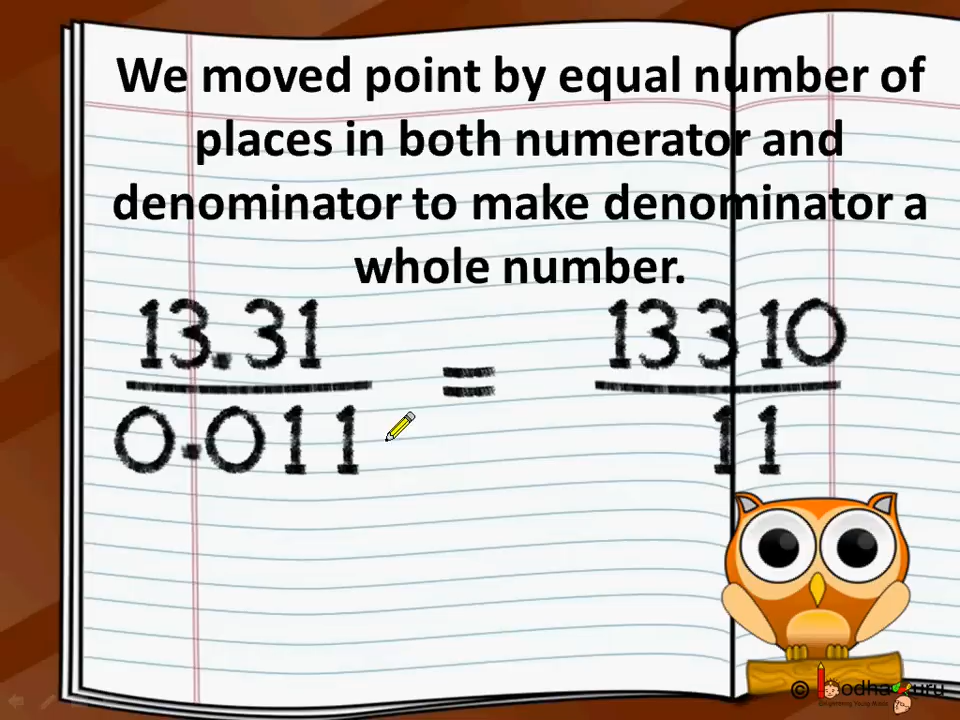 We moved point by equal number of
places in both numerator and
denominator to make denominator a
whole number.
13.31 = 13310
0.011 11
© bodhaguru